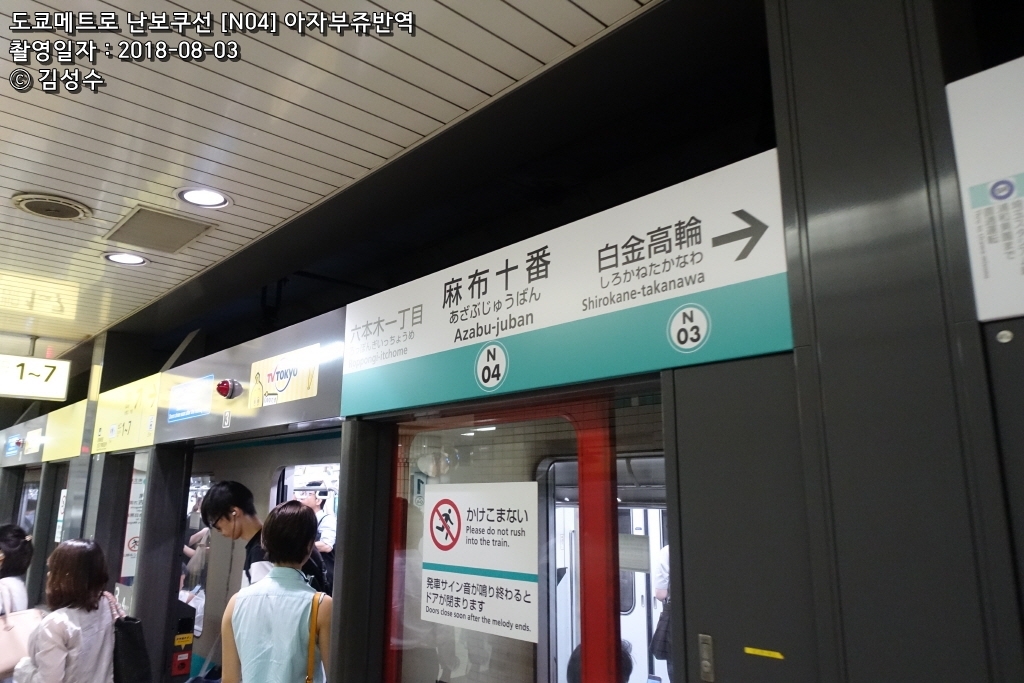 도쿄메트로 난보쿠선 [N04] 아자부쥬반역
촬영일자 : 2018-08-03
© 김성수
六本木一丁目
麻布十番
あざぶじゅうばん
Azabu-juban
N
04
白金高輪
しろかねたかなわ
Shirokane-takanawa
N
03
1~7
TV TOKYO
1~7
3
かけこまない
Please do not rush
into the train.
発車サイン音が鳴り終わると
ドアが閉まります
Doors close soon after the melody ends.